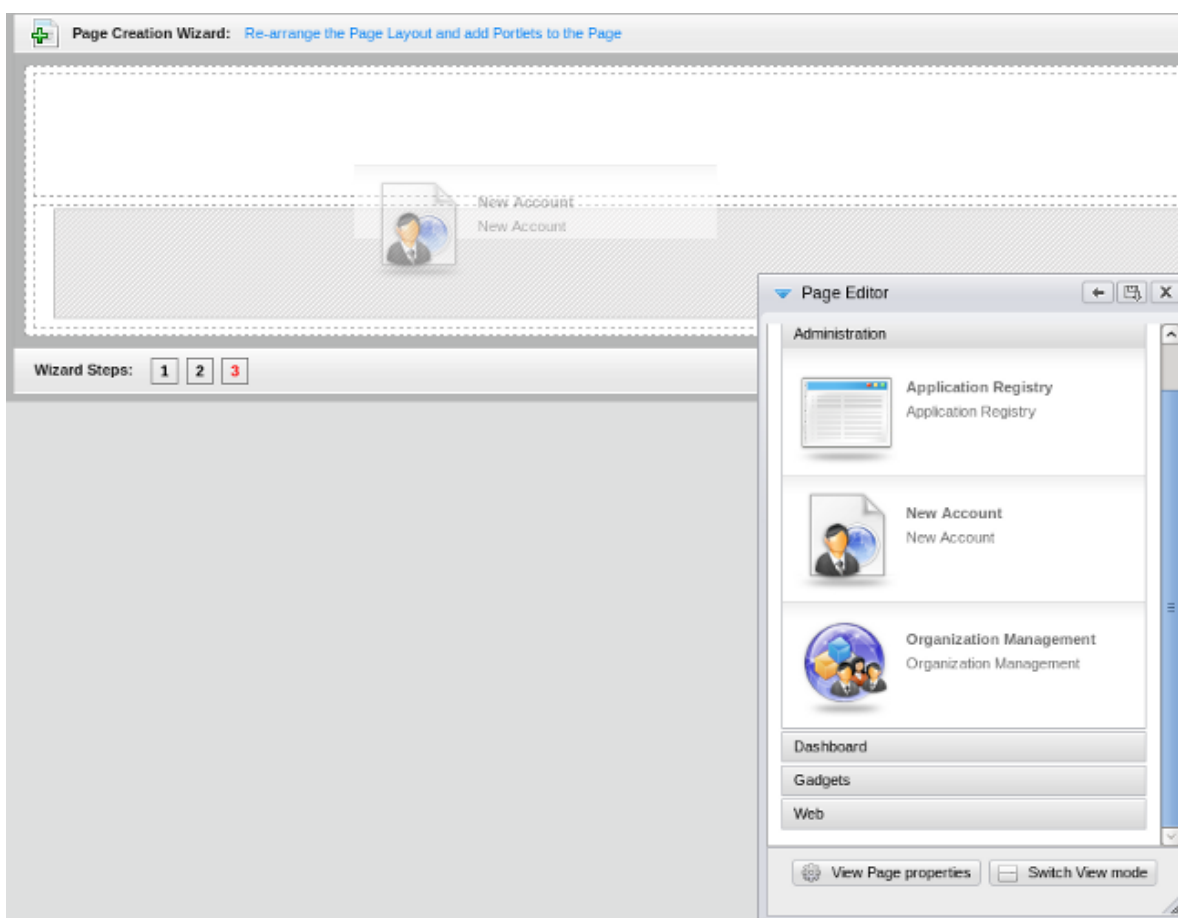 Page Creation Wizard: Re-arrange the Page Layout and add Portlets to the Page
New Account
New Account
Page Editor
Administration
Wizard Steps: 1 2 3
Application Registry
Application Registry
New Account
New Account
Organization Management
Organization Management
Dashboard
Gadgets
Web
View Page properties Switch View mode